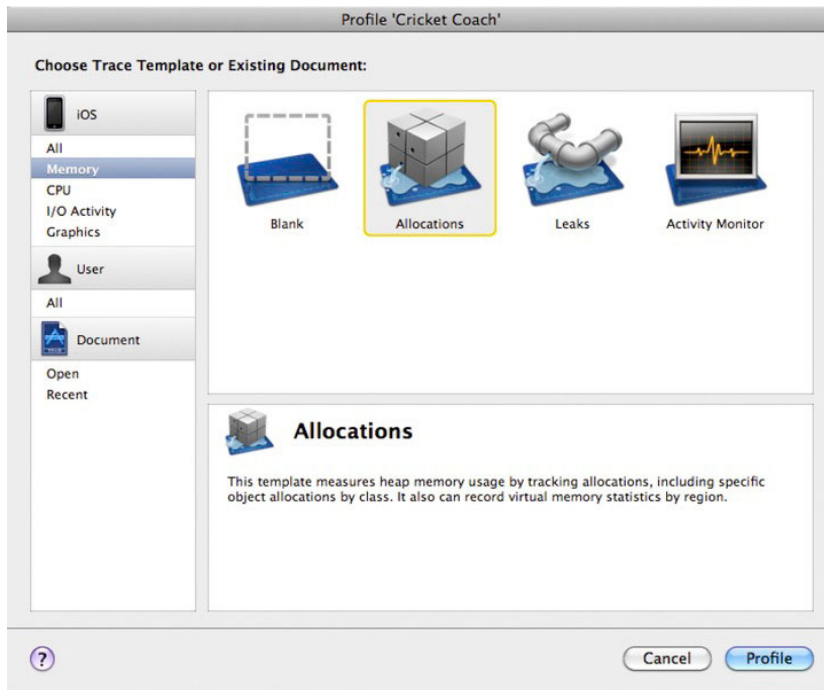 Profile 'Cricket Coach'
Choose Trace Template or Existing Document:
iOS
All
Memory
CPU
I/O Activity
Graphics
User
All
Document
Open
Recent
Blank
Allocations
Leaks
Activity Monitor
Allocations
This template measures heap memory usage by tracking allocations, including specific
object allocations by class. It also can record virtual memory statistics by region.
?
Cancel
Profile